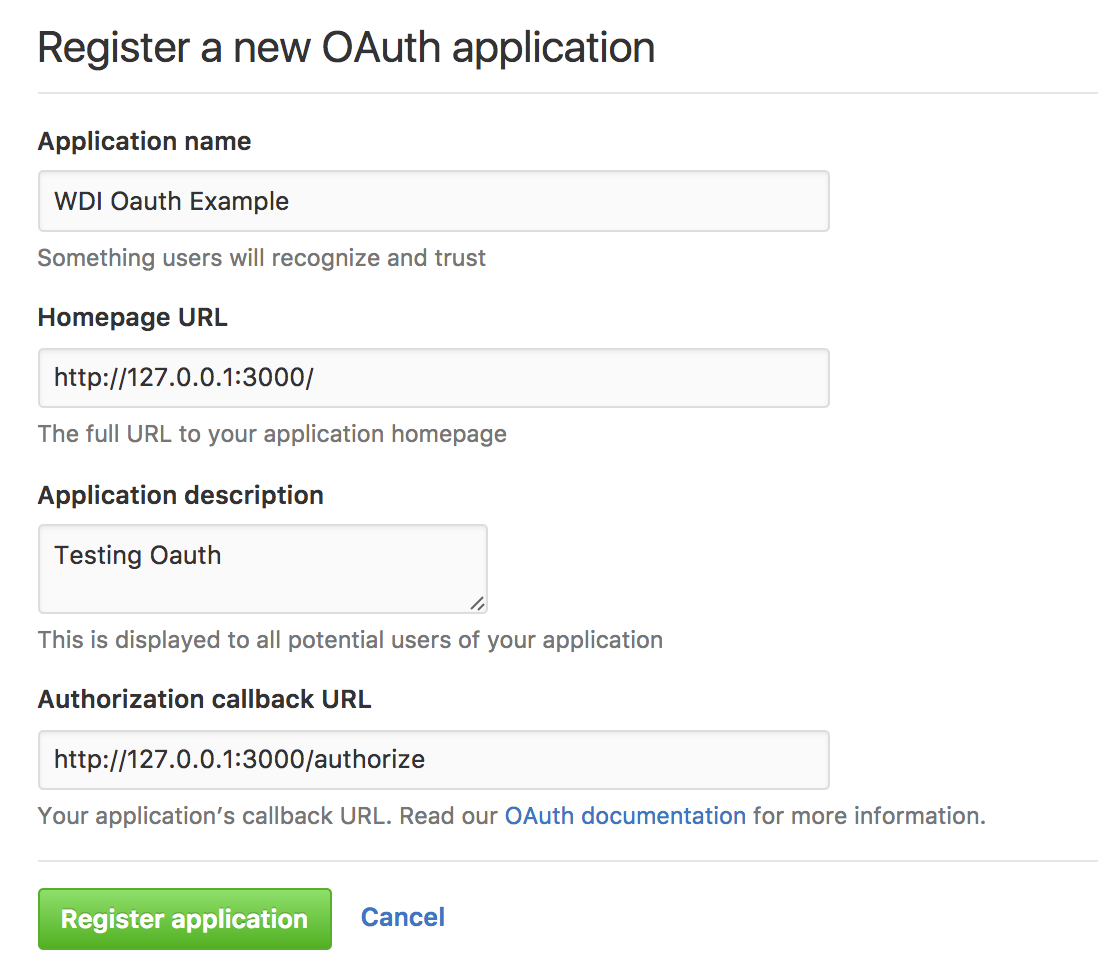 Register a new OAuth application
Application name
WDI Oauth Example
Something users will recognize and trust
Homepage URL
http://127.0.0.1:3000/
The full URL to your application homepage
Application description
Testing Oauth
This is displayed to all potential users of your application
Authorization callback URL
http://127.0.0.1:3000/authorize
Your application’s callback URL. Read our OAuth documentation for more information.
Register application Cancel